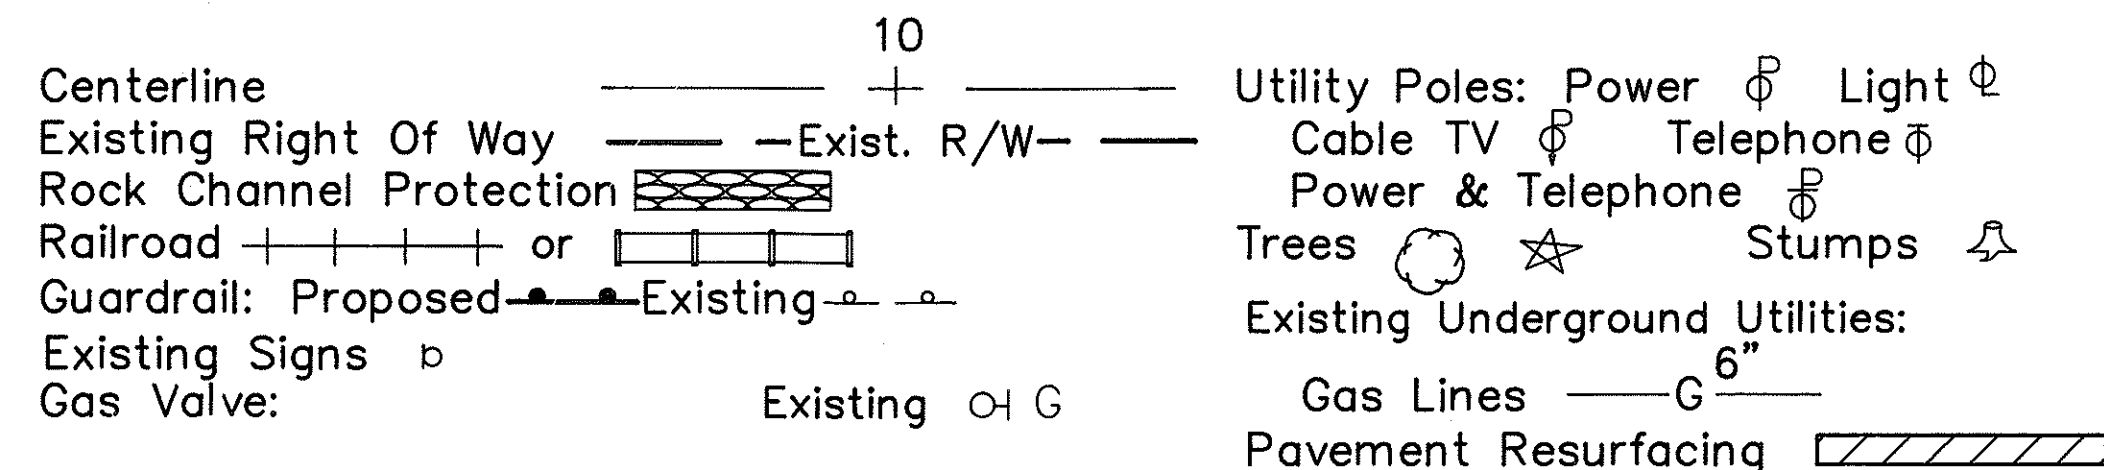 10
Centerline
Existing Right Of Way Exist. R/W
Rock Channel Protection
Railroad or
Guardrail: Proposed Existing
Existing Signs
Gas Valve: Existing G
Utility Poles: Power Light
Cable TV Telephone
Power & Telephone
Trees Stumps
Existing Underground Utilities:
6"
Gas Lines G
Pavement Resurfacing